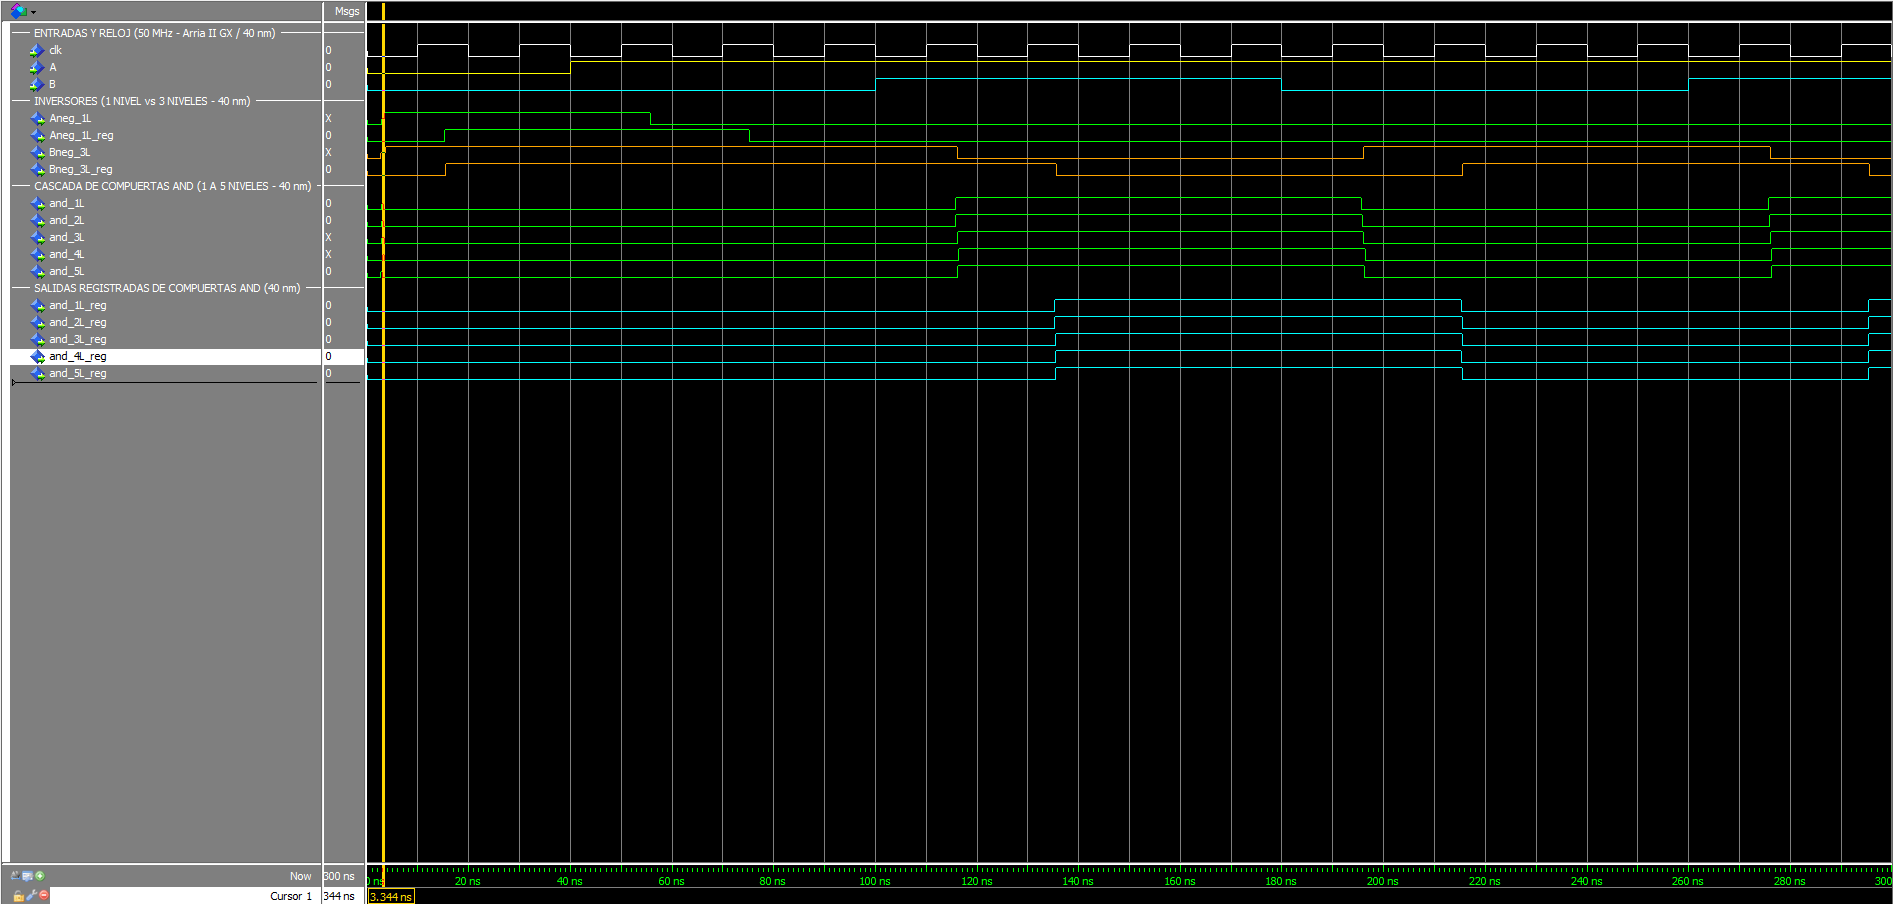 Msgs
ENTRADAS Y RELOJ (50 MHz - Arria II GX / 40 nm)
clk 0
A 0
B 0
INVERSORES (1 NIVEL vs 3 NIVELES - 40 nm)
Aneg_1L X
Aneg_1L_reg 0
Bneg_3L X
Bneg_3L_reg 0
CASCADA DE COMPUERTAS AND (1 A 5 NIVELES - 40 nm)
and_1L 0
and_2L 0
and_3L X
and_4L X
and_5L 0
SALIDAS REGISTRADAS DE COMPUERTAS AND (40 nm)
and_1L_reg 0
and_2L_reg 0
and_3L_reg 0
and_4L_reg 0
and_5L_reg 0
Now 300 ns ns 20 ns 40 ns 60 ns 80 ns 100 ns 120 ns 140 ns 160 ns 180 ns 200 ns 220 ns 240 ns 260 ns 280 ns 300
Cursor 1 344 ns 3.344 ns